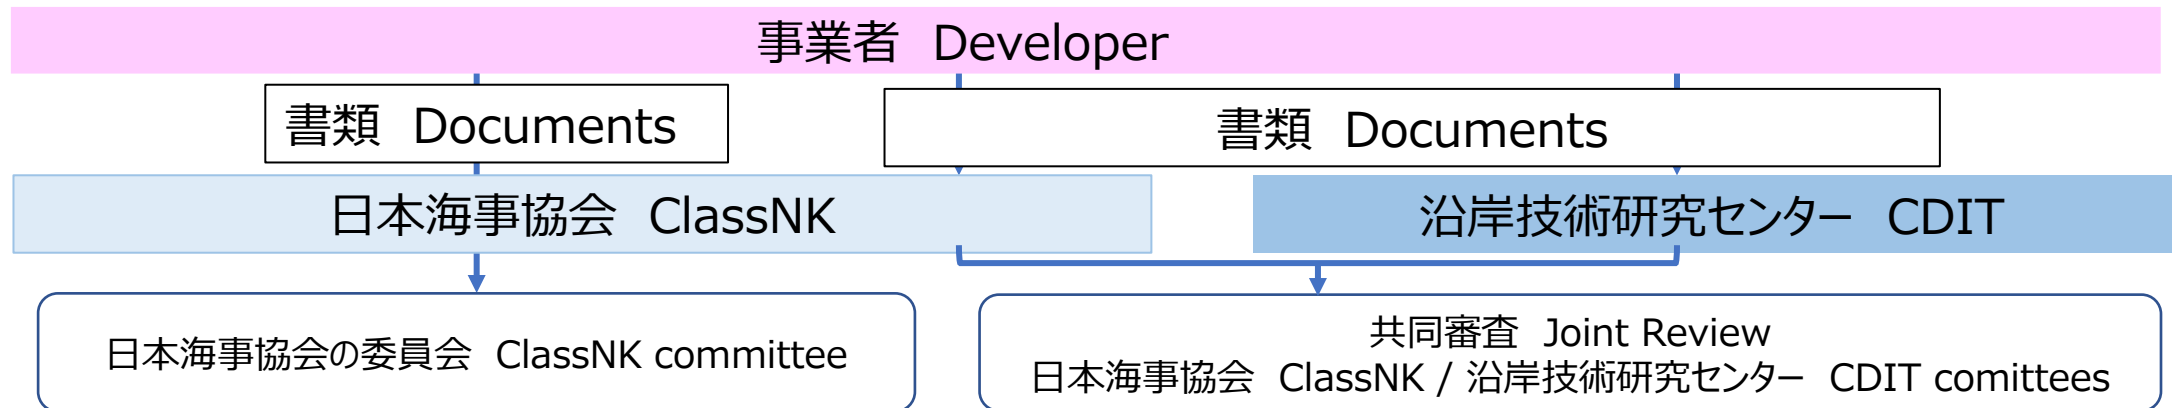 事業者 Developer
書類 Documents
書類 Documents
日本海事協会 ClassNK
沿岸技術研究センター CDIT
日本海事協会の委員会 ClassNK committee
共同審査 Joint Review
日本海事協会 ClassNK / 沿岸技術研究センター CDIT comittees